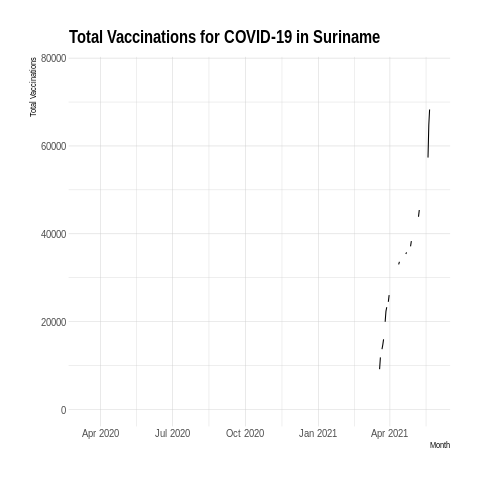 Total Vaccinations for COVID-19 in Suriname
Total Vaccinations
80000
60000
40000
20000
0
Apr 2020 Jul 2020 Oct 2020 Jan 2021 Apr 2021
Month